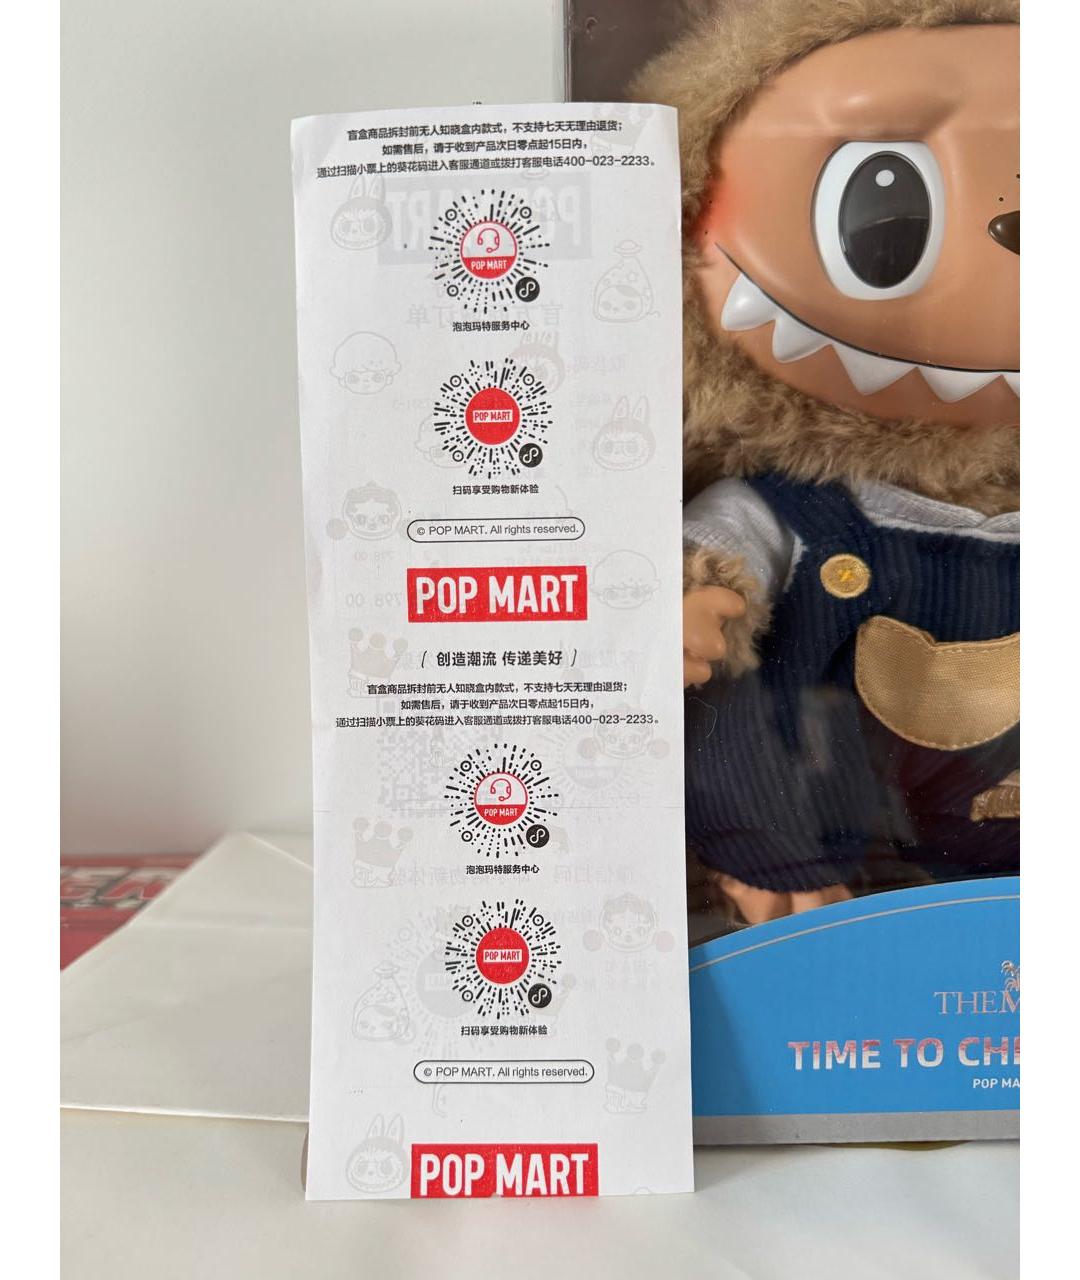 盲盒商品拆封前无人知晓盒内款式，不支持七天无理由退货；
如需售后，请于收到产品次日零点起15日内，
通过扫描小票上的葵花码进入客服通道或拨打客服电话400-023-2233。
POP MART
泡泡玛特服务中心
POP MART
扫码享受购物新体验
© POP MART. All rights reserved.
POP MART
创造潮流 传递美好
盲盒商品拆封前无人知晓盒内款式，不支持七天无理由退货；
如需售后，请于收到产品次日零点起15日内，
通过扫描小票上的葵花码进入客服通道或拨打客服电话400-023-2233。
POP MART
泡泡玛特服务中心
POP MART
扫码享受购物新体验
© POP MART. All rights reserved.
POP MART
THEM
TIME TO CH
POP MA